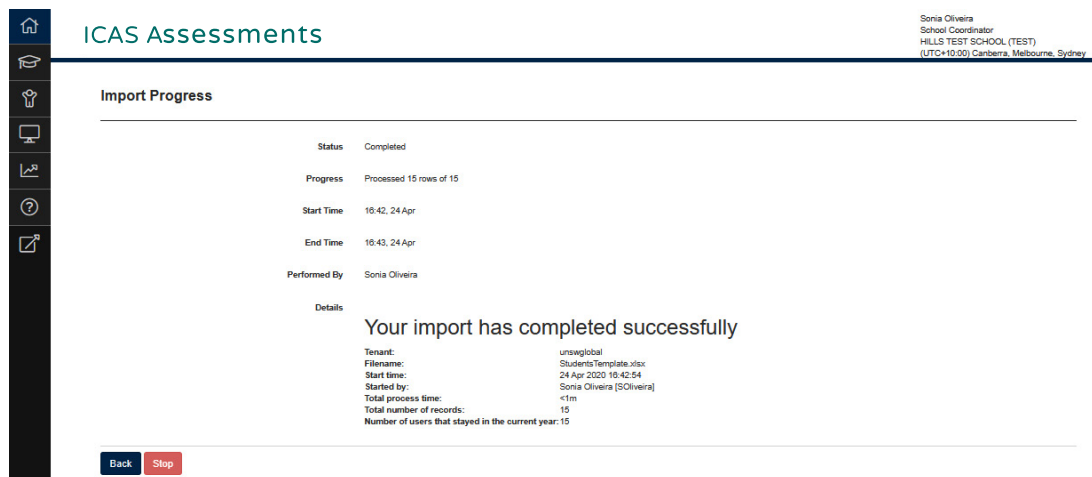 ICAS Assessments
Sonia Oliveira
School Coordinator
HILLS TEST SCHOOL (TEST)
(UTC+10:00) Canberra, Melbourne, Sydney
Import Progress
Status Completed
Progress Processed 15 rows of 15
Start Time 16:42, 24 Apr
End Time 16:43, 24 Apr
Performed By Sonia Oliveira
Details
Your import has completed successfully
Tenant: unswglobal
Filename: StudentsTemplate.xlsx
Start time: 24 Apr 2020 16:42:54
Started by: Sonia Oliveira [SOliveira]
Total process time: <1m
Total number of records: 15
Number of users that stayed in the current year: 15
Back Stop